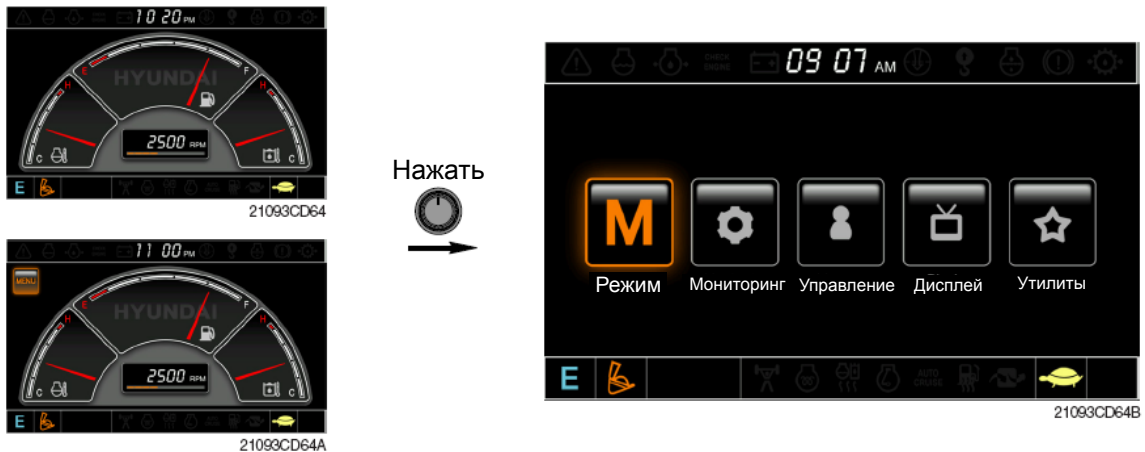 10 20 PM
E F
HYUNDAI
H H
2500 RPM
C C
E
21093CD64
11 00 PM
MENU
E F
HYUNDAI
H H
2500 RPM
C C
E
21093CD64A
Нажать
CHECK ENGINE 09 07 AM
M
Режим Мониторинг Управление Дисплей Утилиты
E AUTO CRUISE
21093CD64B